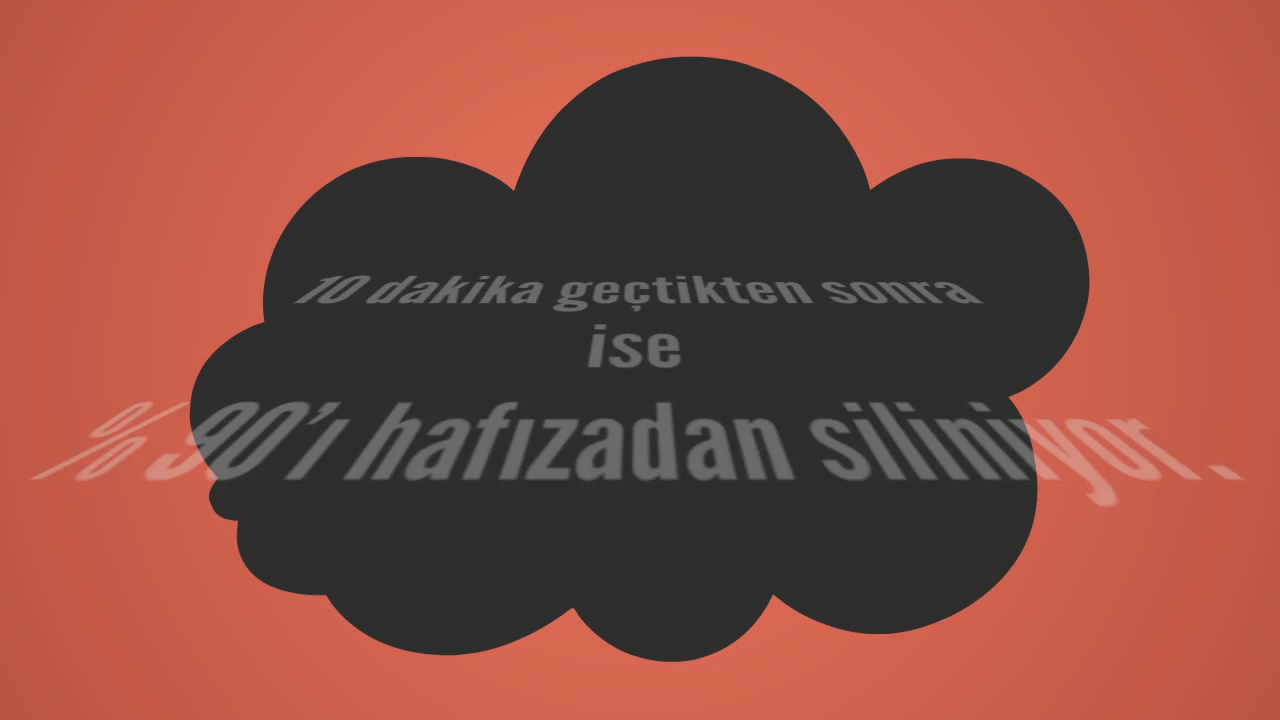 10 dakika geçtikten sonra
ise
%90'ı hafızadan siliniyor.